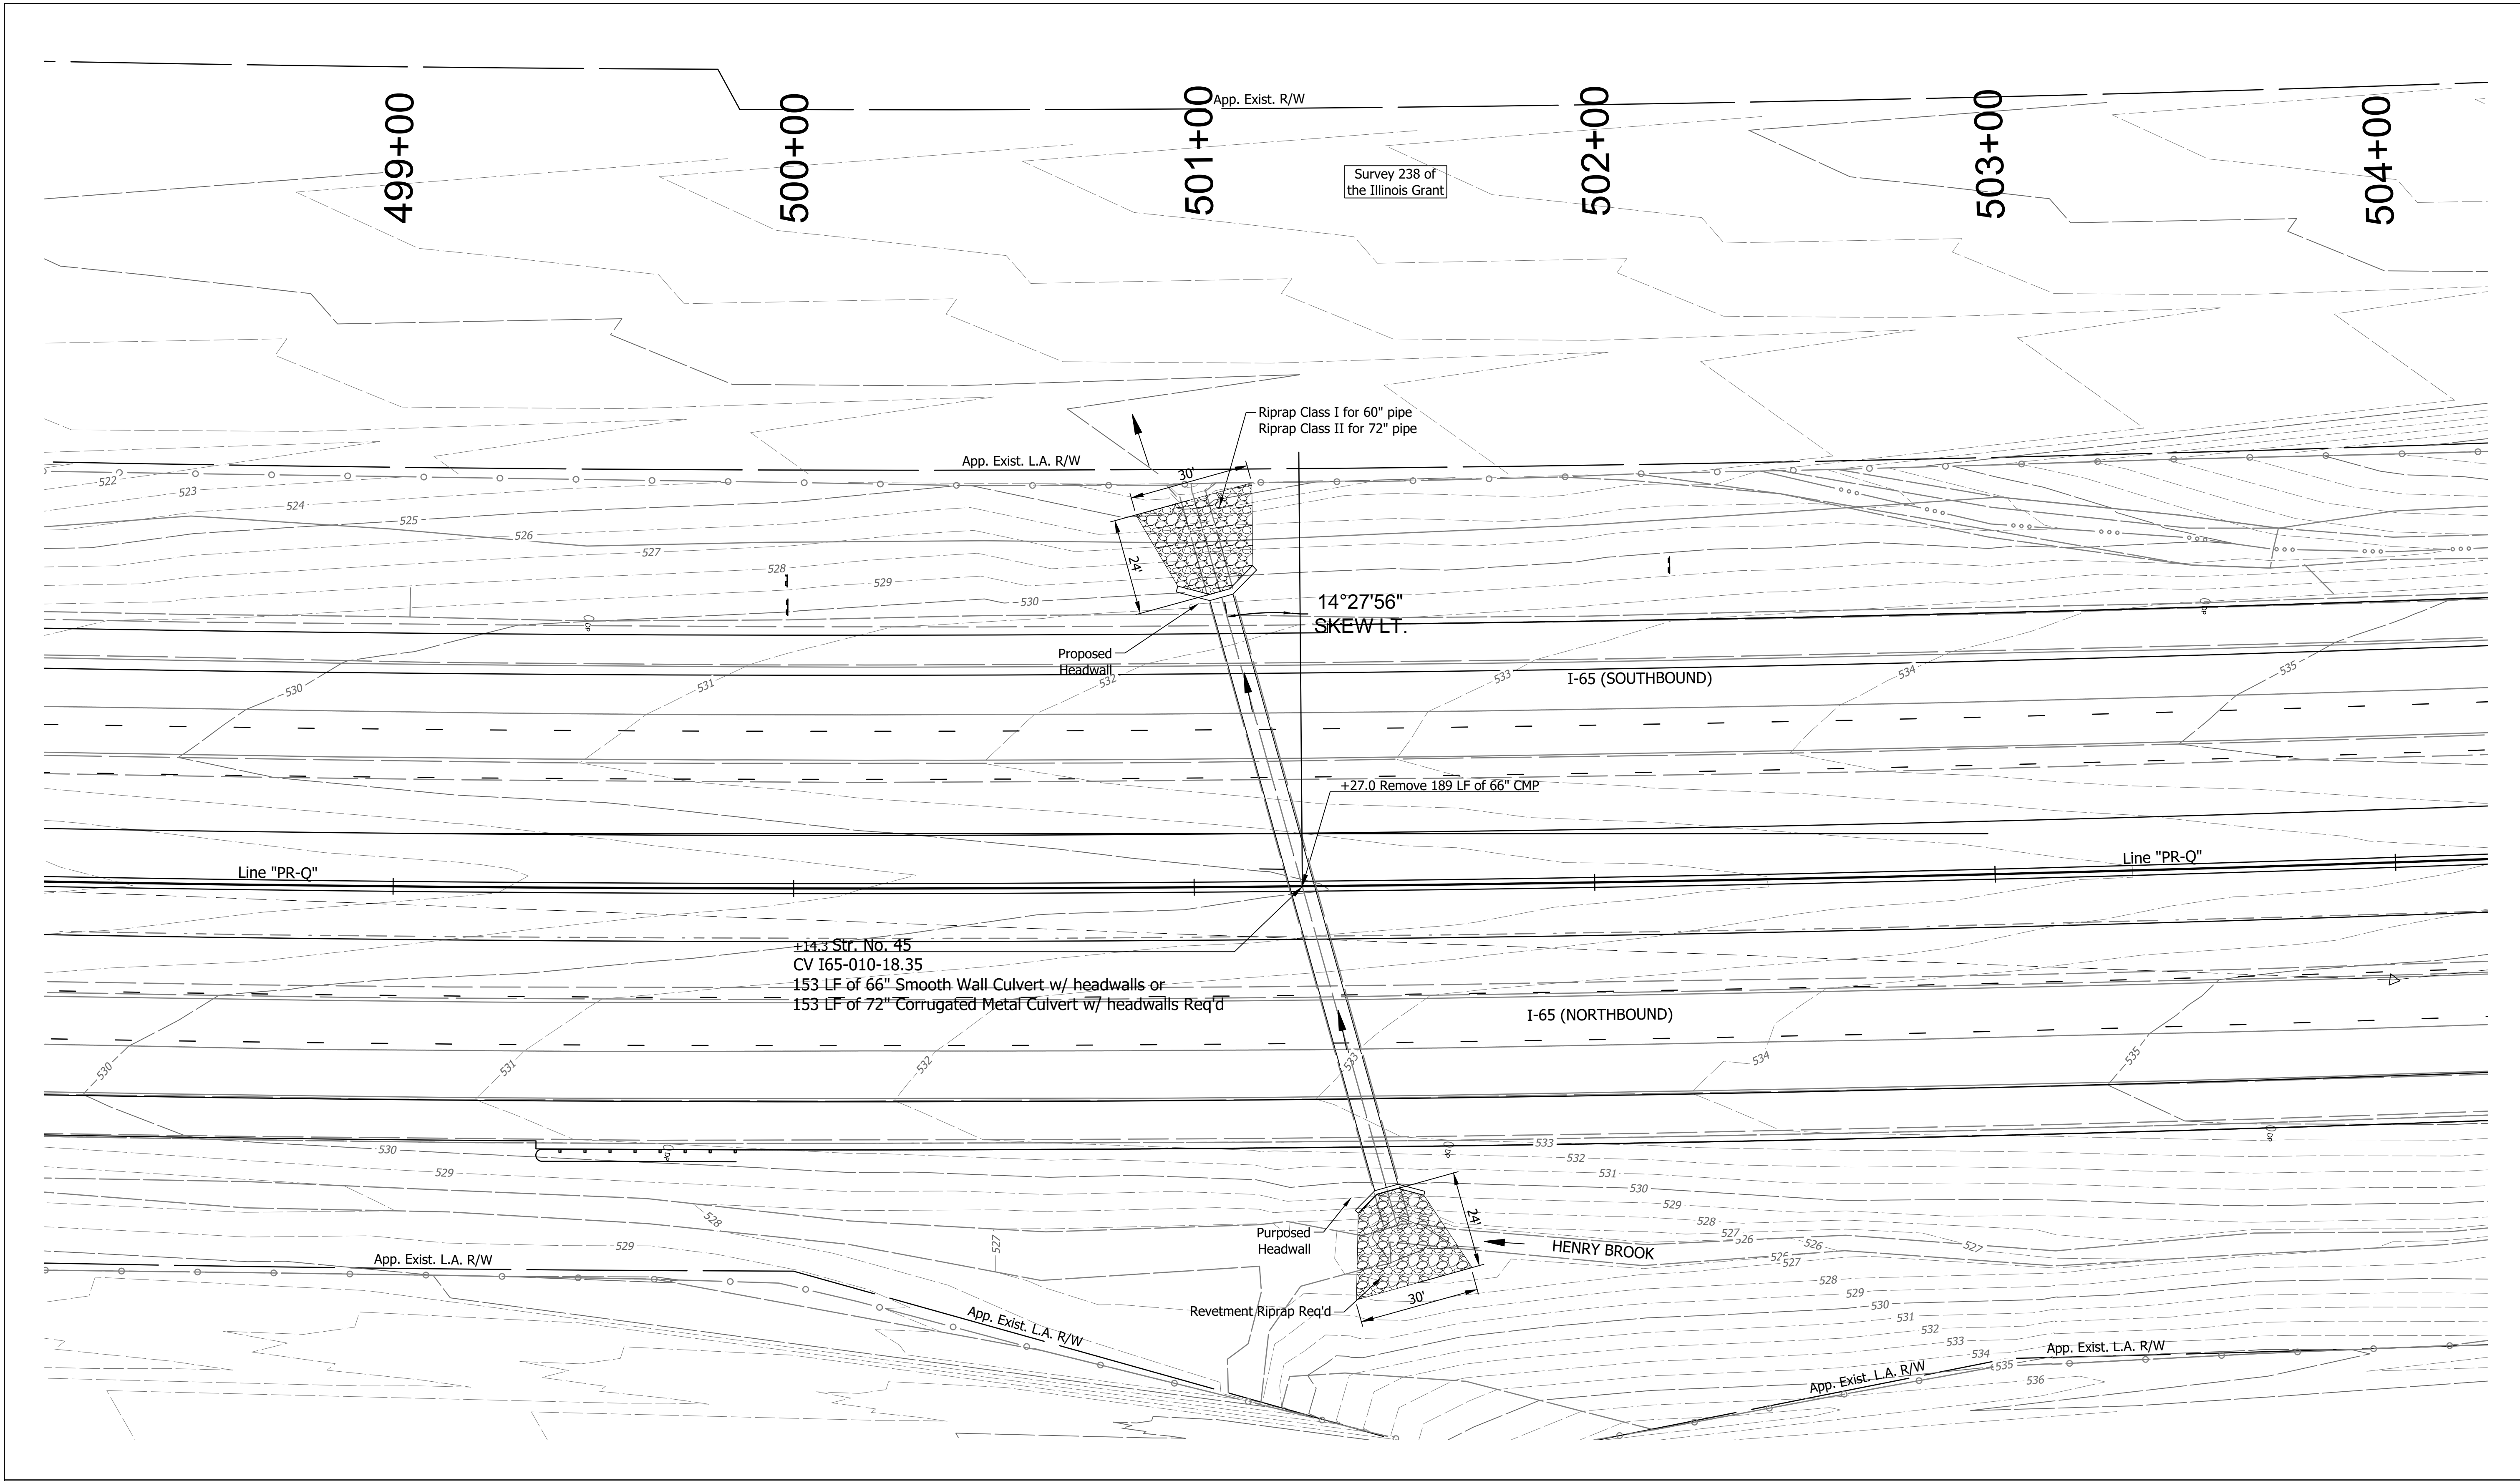 499+00
500+00
501+00
502+00
503+00
504+00
App. Exist. R/W
Survey 238 of
the Illinois Grant
Riprap Class I for 60" pipe
Riprap Class II for 72" pipe
App. Exist. L.A. R/W
30'
24'
522
523
524
525
526
527
528
529
530
14°27'56"
SKEW LT.
Proposed
Headwall
530
531
532
533
534
535
I-65 (SOUTHBOUND)
+27.0 Remove 189 LF of 66" CMP
Line "PR-Q"
Line "PR-Q"
+14.3 Str. No. 45
CV I65-010-18.35
153 LF of 66" Smooth Wall Culvert w/ headwalls or
153 LF of 72" Corrugated Metal Culvert w/ headwalls Req'd
I-65 (NORTHBOUND)
530
531
532
533
534
535
530
529
528
529
527
533
532
531
530
529
528
527
526
526
527
526
527
528
529
530
531
532
533
534
535
536
24'
30'
Purposed
Headwall
HENRY BROOK
Revetment Riprap Req'd
App. Exist. L.A. R/W
App. Exist. L.A. R/W
App. Exist. L.A. R/W
App. Exist. L.A. R/W